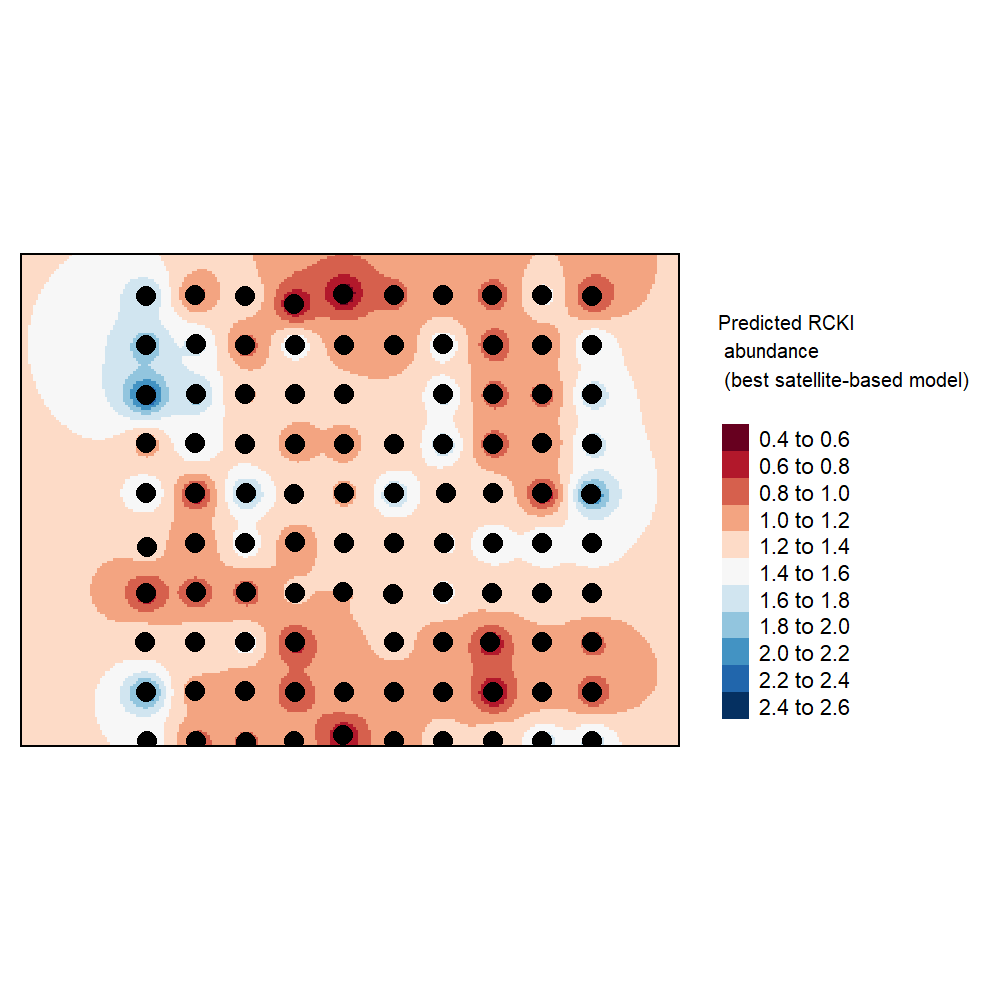 Predicted RCKI
abundance
(best satellite-based model)
0.4 to 0.6
0.6 to 0.8
0.8 to 1.0
1.0 to 1.2
1.2 to 1.4
1.4 to 1.6
1.6 to 1.8
1.8 to 2.0
2.0 to 2.2
2.2 to 2.4
2.4 to 2.6